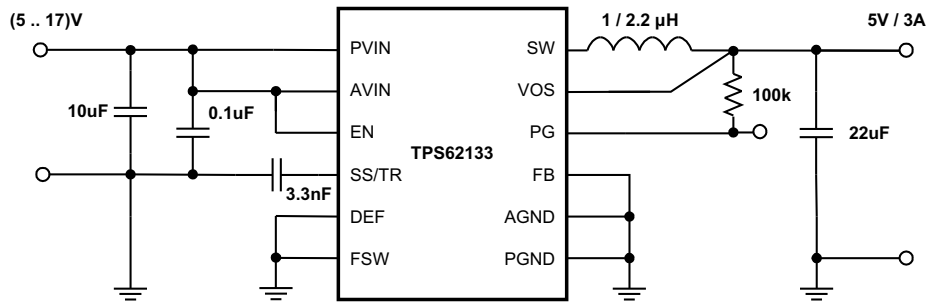 (5 .. 17)V
1 / 2.2 µH
5V / 3A
PVIN
SW
AVIN
VOS
10uF
0.1uF
100k
EN
PG
22uF
TPS62133
SS/TR
FB
3.3nF
DEF
AGND
FSW
PGND